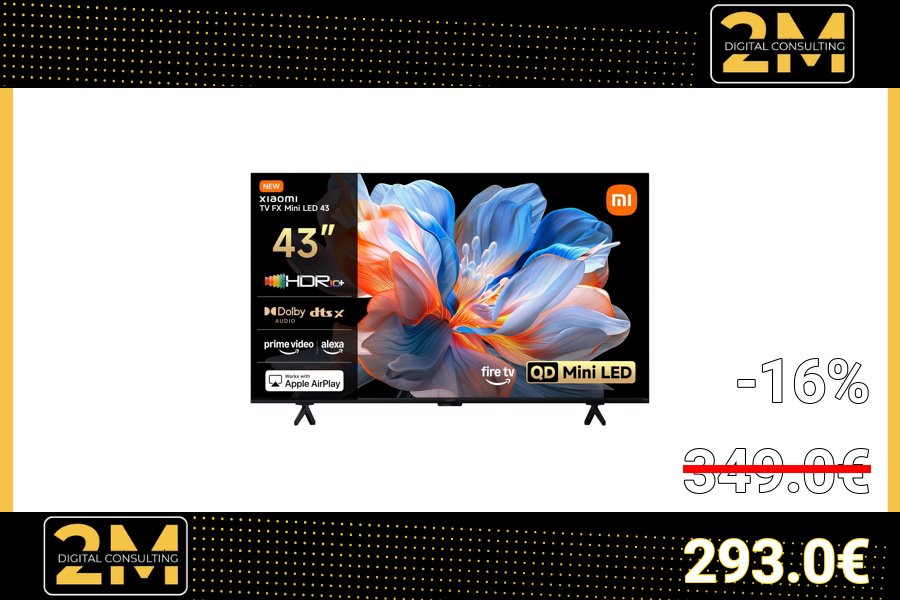 2M
DIGITAL CONSULTING
NEW
xiaomi
TV FX Mini LED 43
43"
HDR10+
Dolby
AUDIO
dts x
prime video
alexa
Works with
Apple AirPlay
mi
fire tv
QD Mini LED
-16%
349.0€
2M
DIGITAL CONSULTING
293.0€